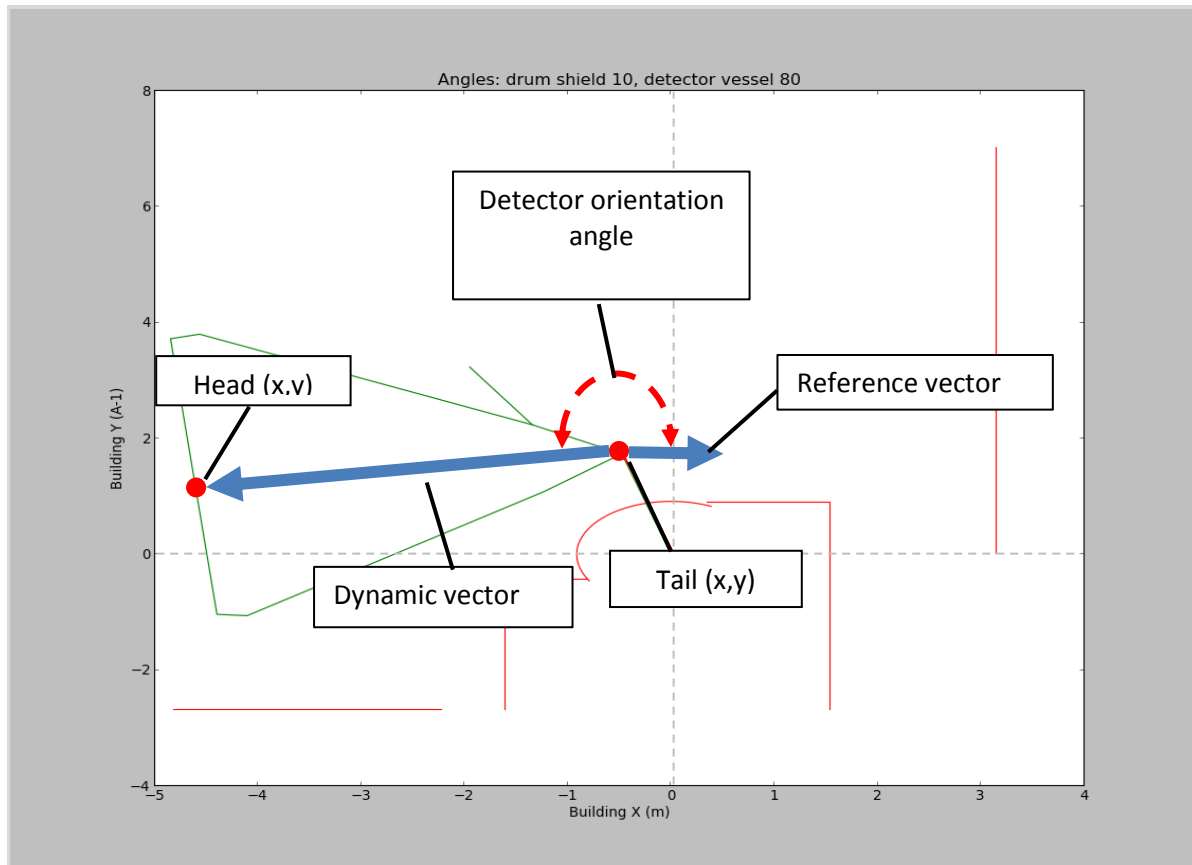 Angles: drum shield 10, detector vessel 80
8
6
4
2
0
−2
−4
Building Y (A-1)
Detector orientation
angle
Head (x,y)
Reference vector
Dynamic vector
Tail (x,y)
−5
−4
−3
−2
−1
0
1
2
3
4
Building X (m)